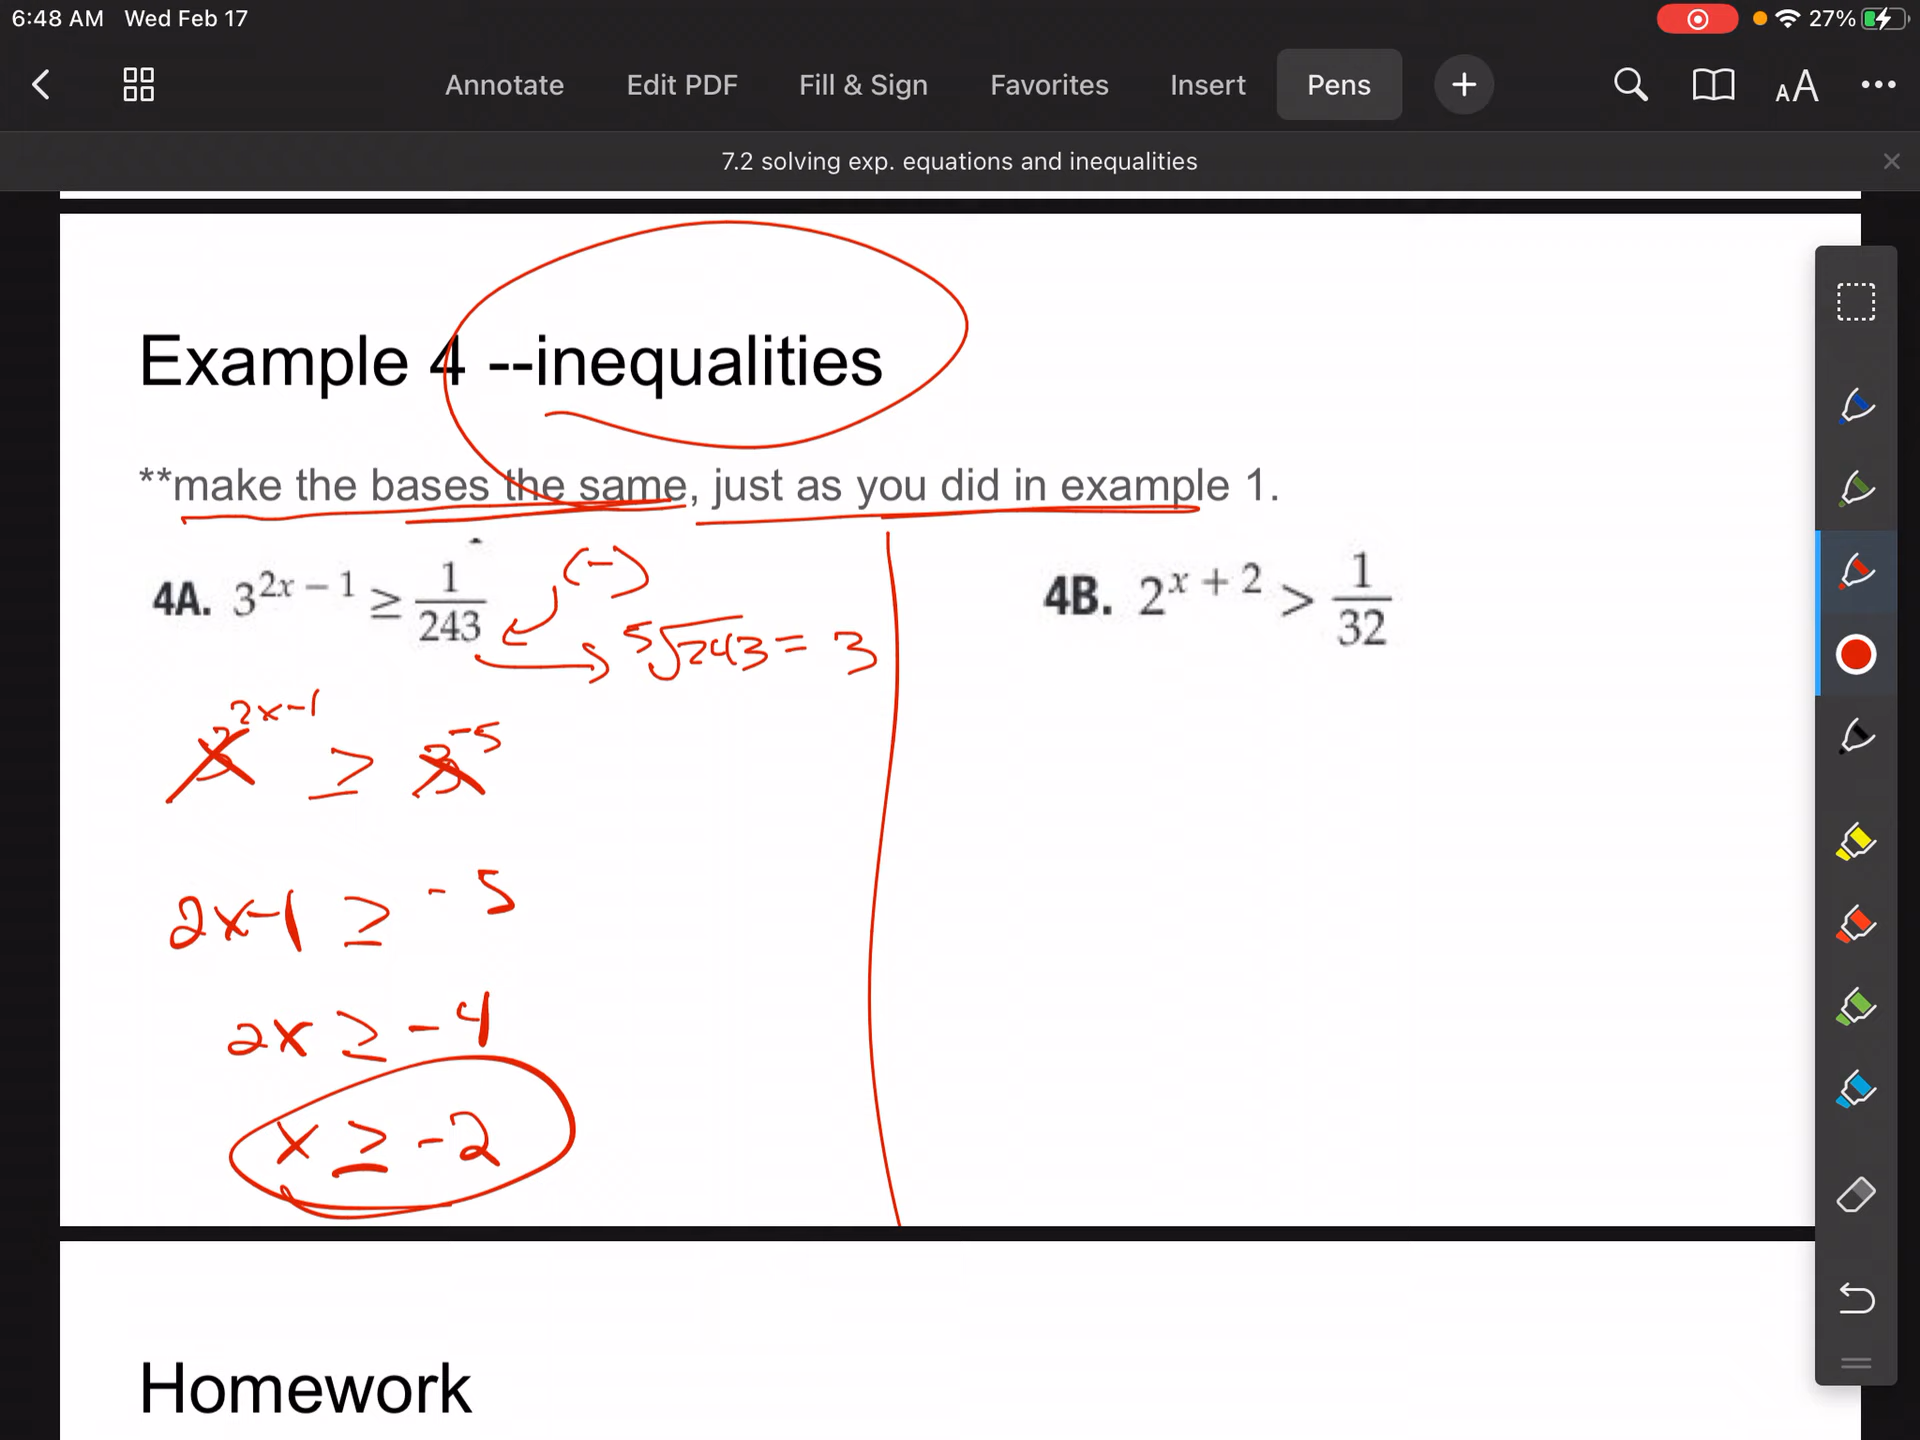 6:48 AM Wed Feb 17 27%
Annotate Edit PDF Fill & Sign Favorites Insert Pens + AA
7.2 solving exp. equations and inequalities ×
Example 4 --inequalities
**make the bases the same, just as you did in example 1.
4A. 3^{2x − 1} ≥ 1/243
(-)
⁵√243 = 3
4B. 2^{x + 2} > 1/32
3^{2x-1} ≥ 3^{-5}
2x-1 ≥ -5
2x ≥ -4
x ≥ -2
Homework